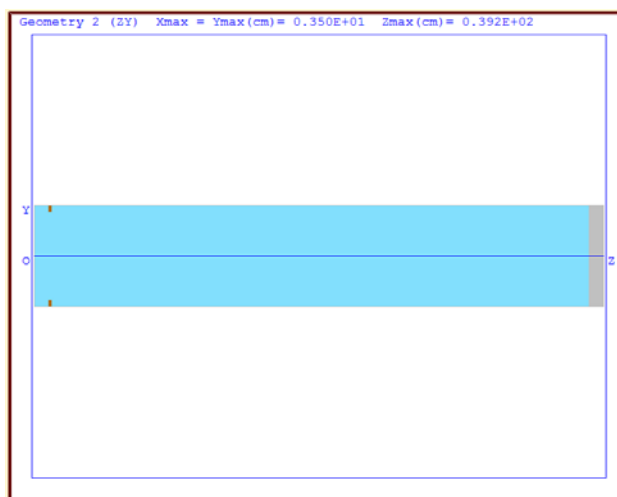 Geometry 2 (ZY) Xmax = Ymax(cm)= 0.350E+01 Zmax(cm)= 0.392E+02
Y
O
Z